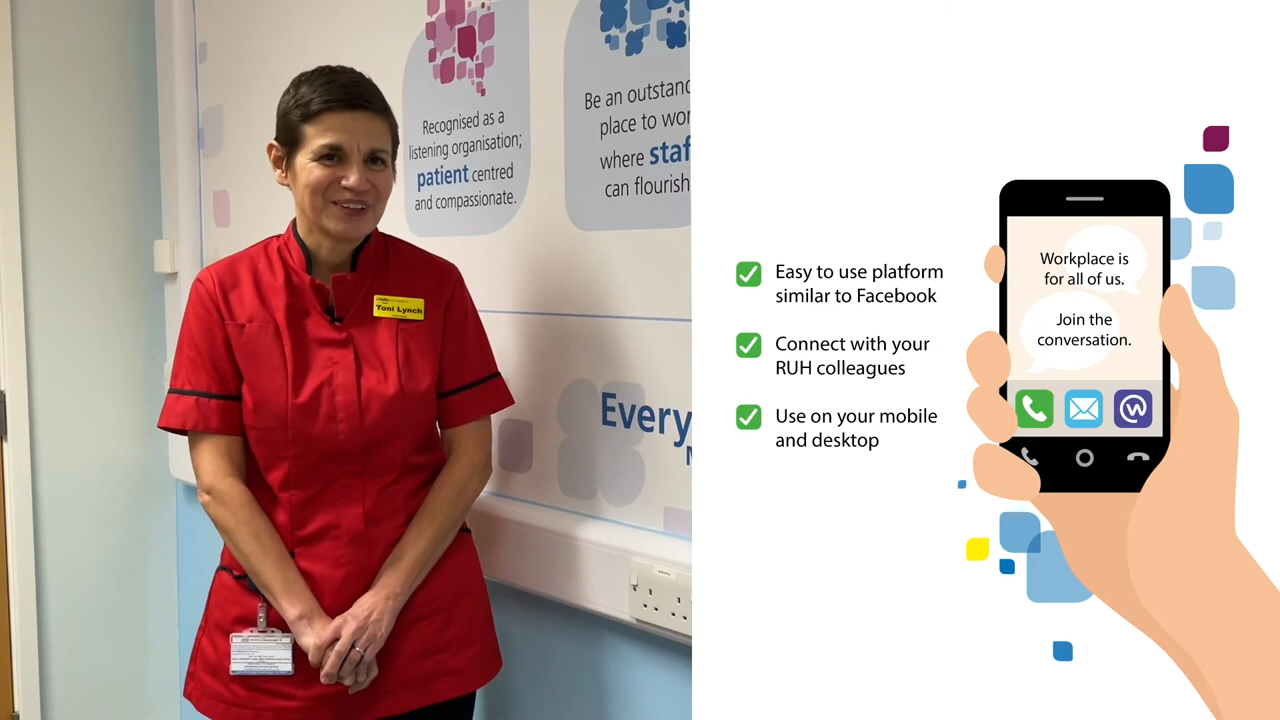 Recognised as a
listening organisation;
patient centred
and compassionate.
Be an outstand
place to wor
where staf
can flourish
Every
Toni Lynch
Easy to use platform
similar to Facebook
Connect with your
RUH colleagues
Use on your mobile
and desktop
Workplace is
for all of us.
Join the
conversation.